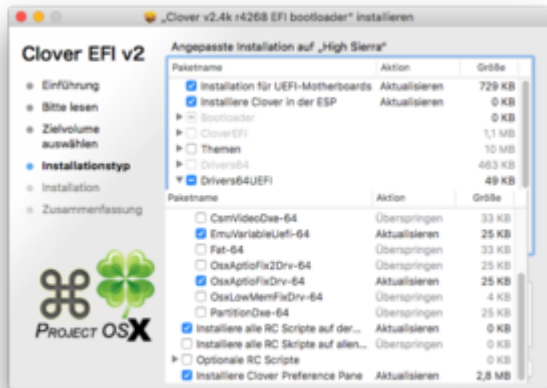 „Clover v2.4k r4268 EFI bootloader" installieren
Clover EFI v2
Angepasste Installation auf „High Sierra"
Einführung
Bitte lesen
Zielvolume
auswählen
Installationstyp
Installation
Zusammenfassung
PROJECT OSX
Paketname Aktion Größe
Installation für UEFI-Motherboards Aktualisieren 729 KB
Installiere Clover in der ESP Aktualisieren 0 KB
Bootloader 0 KB
CloverEFI 1,1 MB
Themen 10 MB
Drivers64 463 KB
Drivers64UEFI 49 KB
Paketname Aktion Größe
CsmVideoDxe-64 Überspringen 33 KB
EmuVariableUefi-64 Aktualisieren 25 KB
Fat-64 Überspringen 33 KB
OsxAptioFix2Drv-64 Überspringen 25 KB
OsxAptioFixDrv-64 Aktualisieren 25 KB
OsxLowMemFixDrv-64 Überspringen 4 KB
PartitionDxe-64 Überspringen 25 KB
Installiere alle RC Scripte auf der... Aktualisieren 0 KB
Installiere alle RC Skripte auf allen... Überspringen 0 KB
Optionale RC Scripte 0 KB
Installiere Clover Preference Pane Aktualisieren 2,8 MB